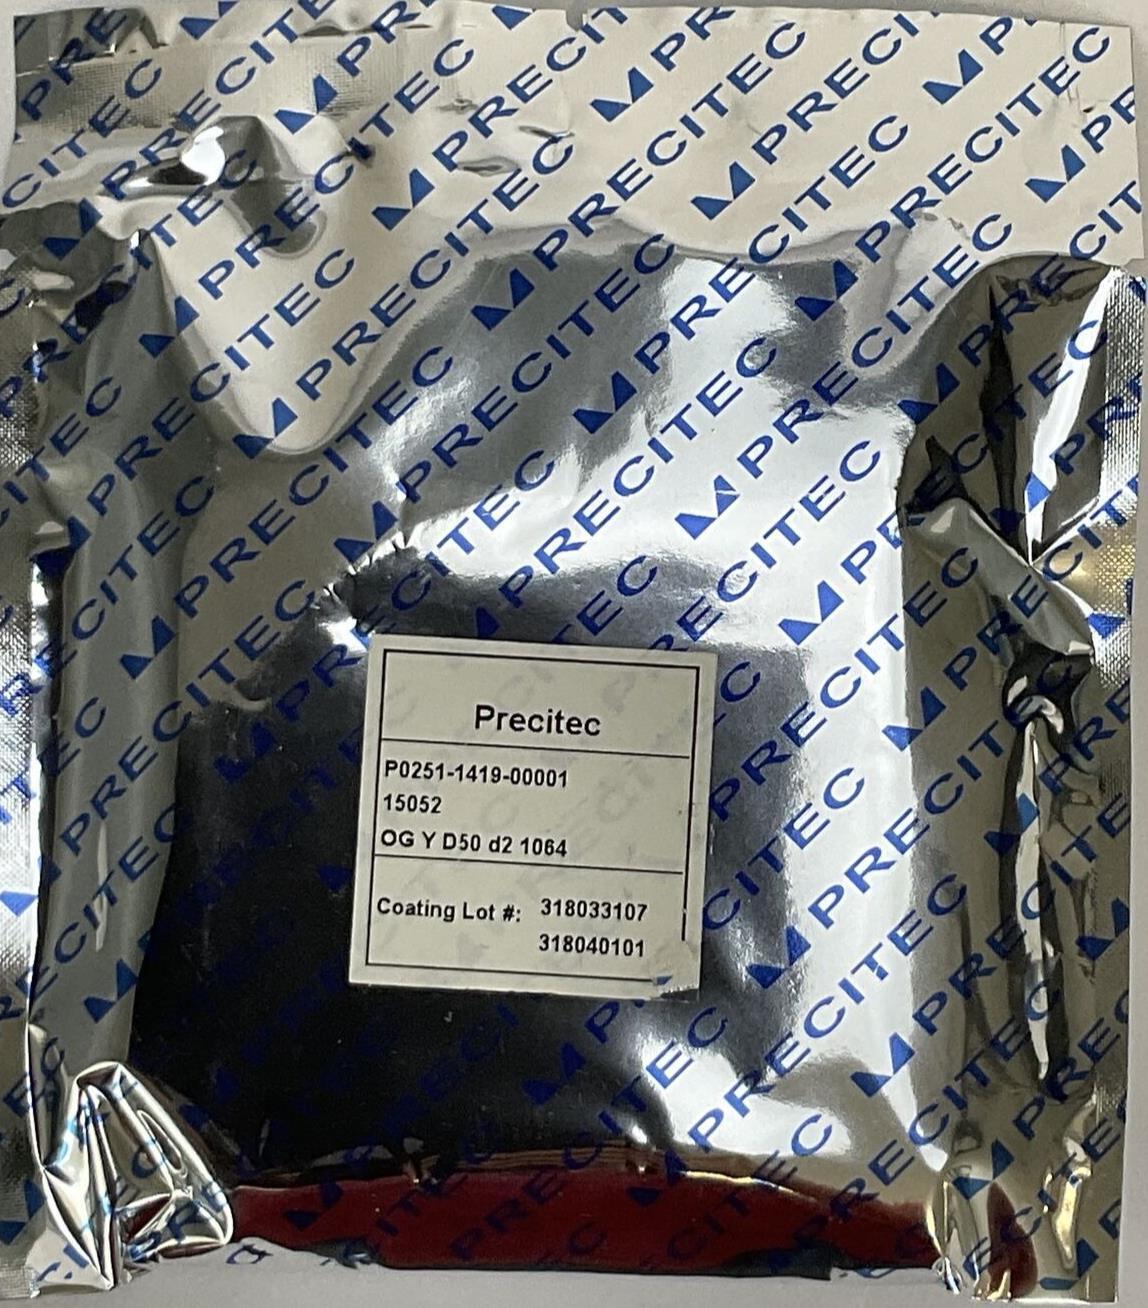 PRECITEC
Precitec
P0251-1419-00001
15052
OG Y D50 d2 1064
Coating Lot #: 318033107
318040101